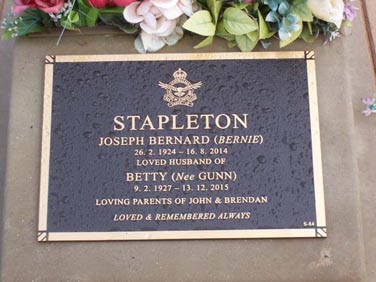 STAPLETON
JOSEPH BERNARD (BERNIE)
26. 2. 1924 – 16. 8. 2014
LOVED HUSBAND OF
BETTY (Nee GUNN)
9. 2. 1927 – 13. 12. 2015
LOVING PARENTS OF JOHN & BRENDAN
LOVED & REMEMBERED ALWAYS